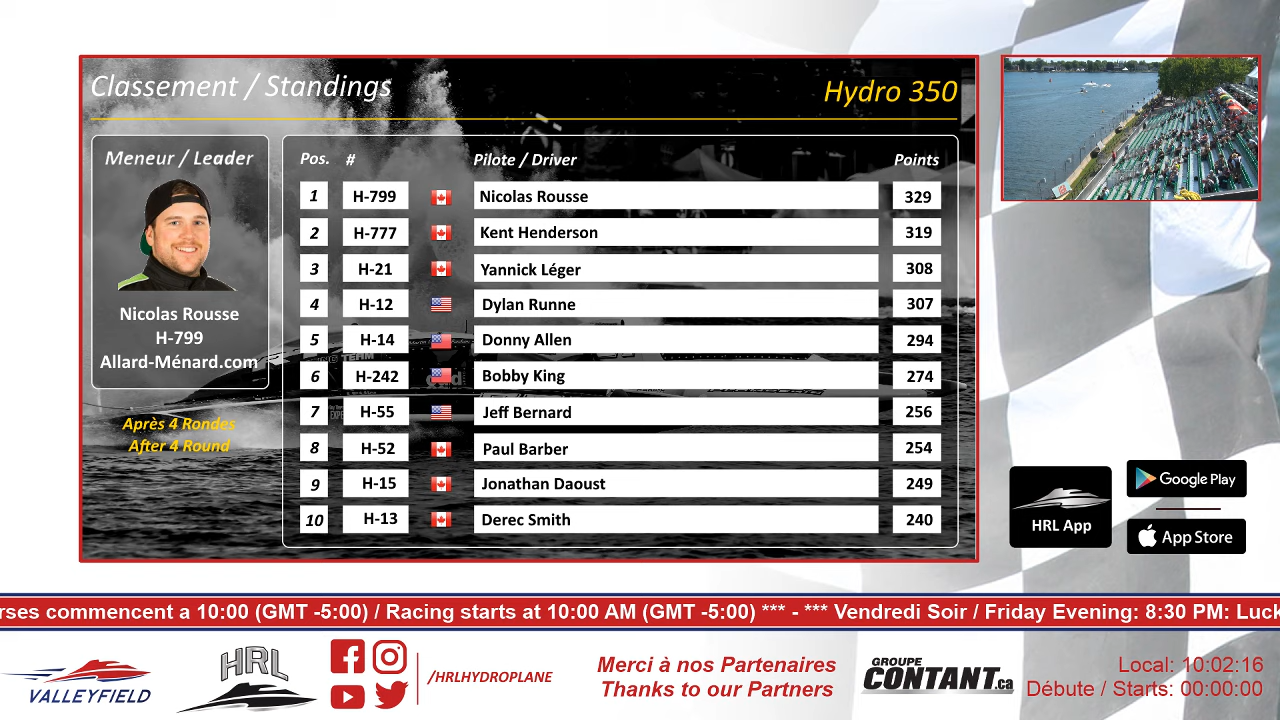 Classement / Standings
Hydro 350
Meneur / Leader
Nicolas Rousse
H-799
Allard-Ménard.com
Après 4 Rondes
After 4 Round
Pos. # Pilote / Driver Points
1 H-799 Nicolas Rousse 329
2 H-777 Kent Henderson 319
3 H-21 Yannick Léger 308
4 H-12 Dylan Runne 307
5 H-14 Donny Allen 294
6 H-242 Bobby King 274
7 H-55 Jeff Bernard 256
8 H-52 Paul Barber 254
9 H-15 Jonathan Daoust 249
10 H-13 Derec Smith 240
HRL App
Google Play
App Store
rses commencent a 10:00 (GMT -5:00) / Racing starts at 10:00 AM (GMT -5:00) *** - *** Vendredi Soir / Friday Evening: 8:30 PM: Luck
VALLEYFIELD
HRL
/HRLHYDROPLANE
Merci à nos Partenaires
Thanks to our Partners
GROUPE
CONTANT.ca
Local: 10:02:16
Débute / Starts: 00:00:00